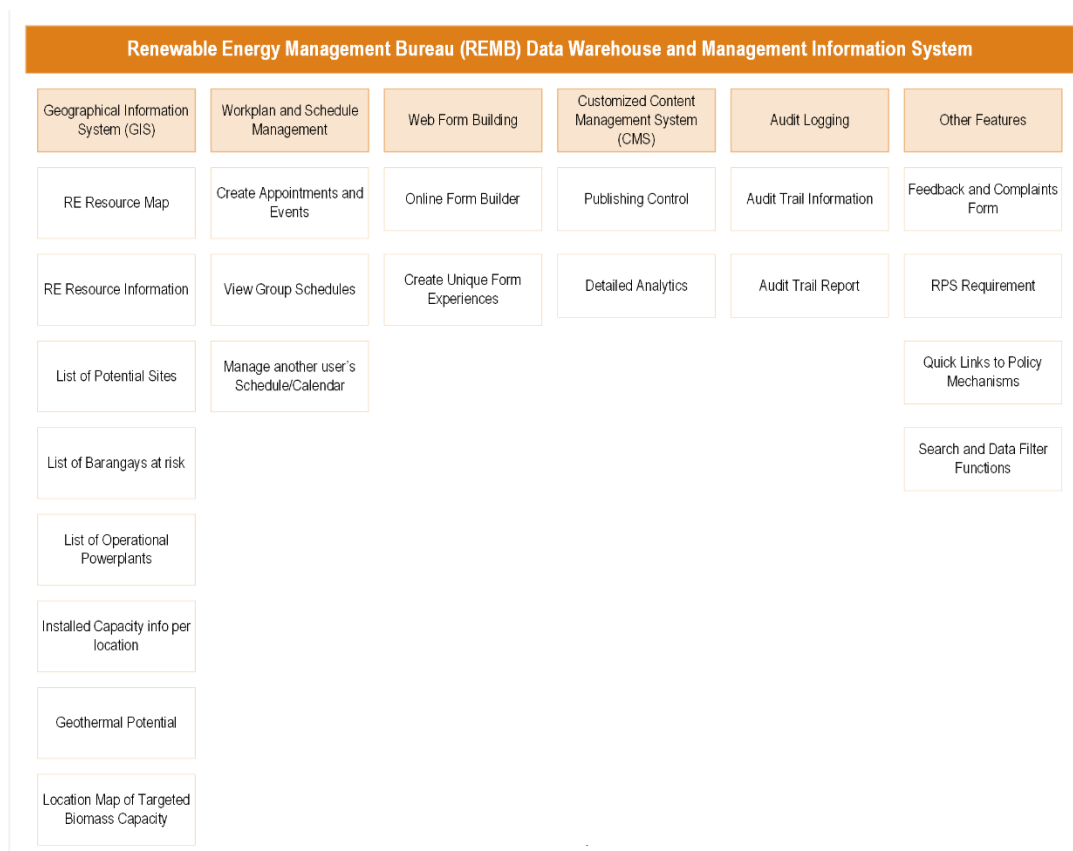 Renewable Energy Management Bureau (REMB) Data Warehouse and Management Information System
Geographical Information
System (GIS)
Workplan and Schedule
Management
Web Form Building
Customized Content
Management System
(CMS)
Audit Logging
Other Features
RE Resource Map
Create Appointments and
Events
Online Form Builder
Publishing Control
Audit Trail Information
Feedback and Complaints
Form
RE Resource Information
View Group Schedules
Create Unique Form
Experiences
Detailed Analytics
Audit Trail Report
RPS Requirement
List of Potential Sites
Manage another user's
Schedule/Calendar
Quick Links to Policy
Mechanisms
List of Barangays at risk
Search and Data Filter
Functions
List of Operational
Powerplants
Installed Capacity info per
location
Geothermal Potential
Location Map of Targeted
Biomass Capacity